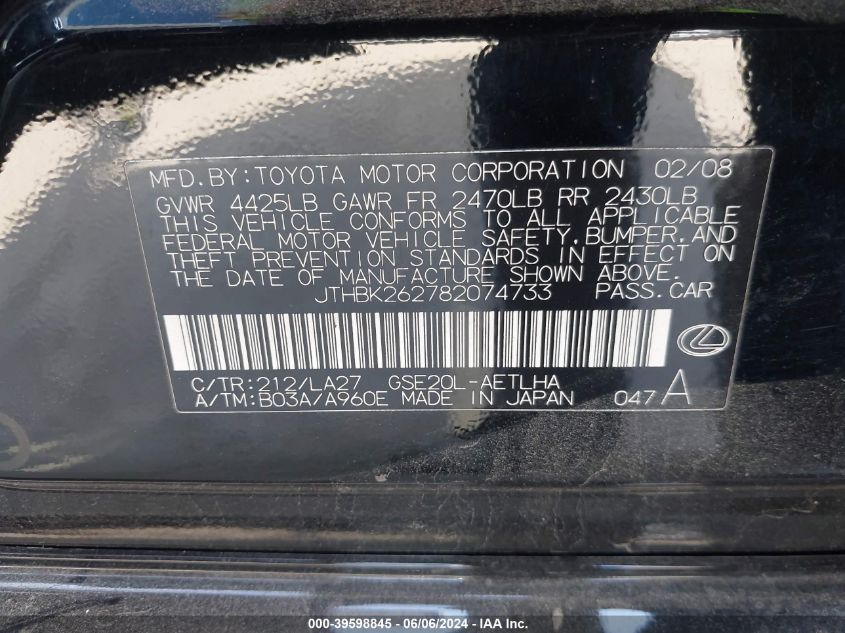 MFD.BY:TOYOTA MOTOR CORPORATION 02/08
GVWR 4425LB GAWR FR 2470LB RR 2430LB
THIS VEHICLE CONFORMS TO ALL APPLICABLE
FEDERAL MOTOR VEHICLE SAFETY,BUMPER,AND
THEFT PREVENTION STANDARDS IN EFFECT ON
THE DATE OF MANUFACTURE SHOWN ABOVE.
JTHBK262782074733 PASS.CAR
C/TR:212/LA27 GSE20L-AETLHA
A/TM:B03A/A960E MADE IN JAPAN 047A
000-39598845 - 06/06/2024 - IAAI.com